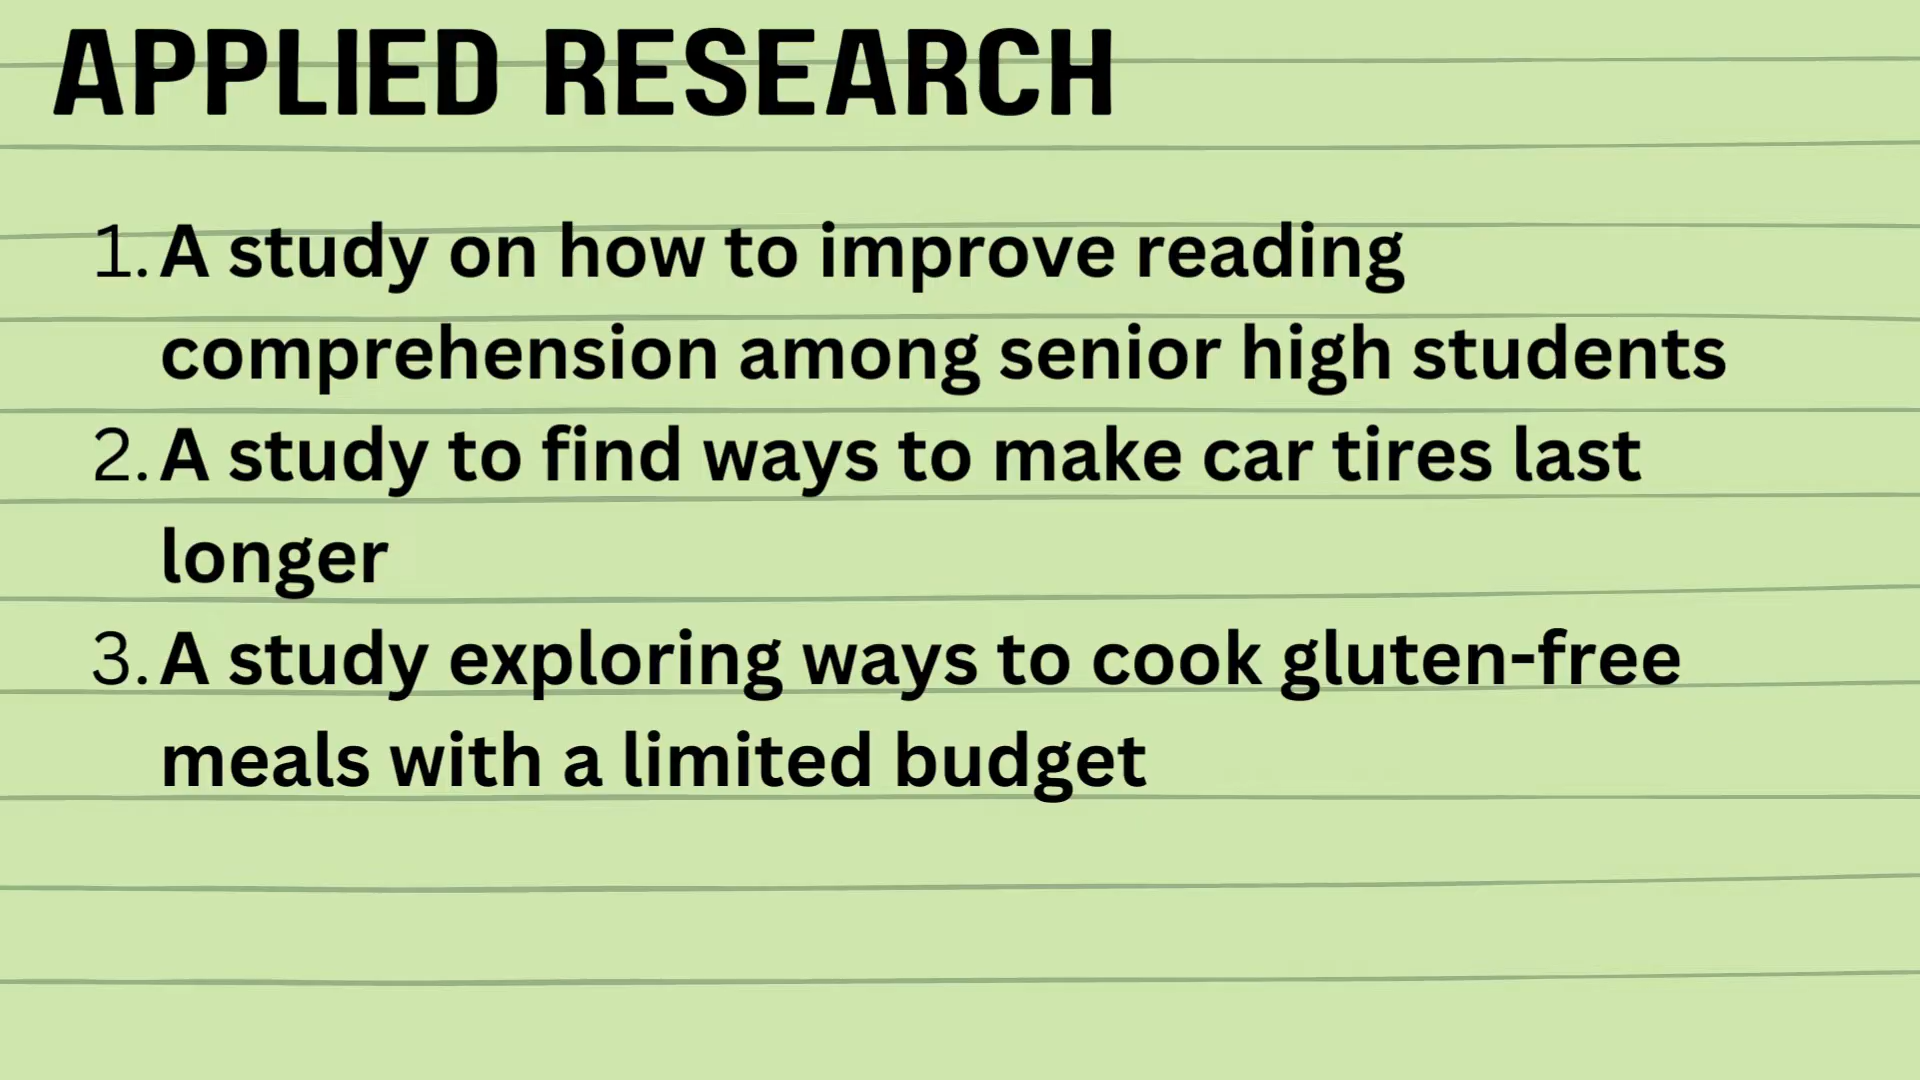 APPLIED RESEARCH
1. A study on how to improve reading
comprehension among senior high students
2. A study to find ways to make car tires last
longer
3. A study exploring ways to cook gluten-free
meals with a limited budget